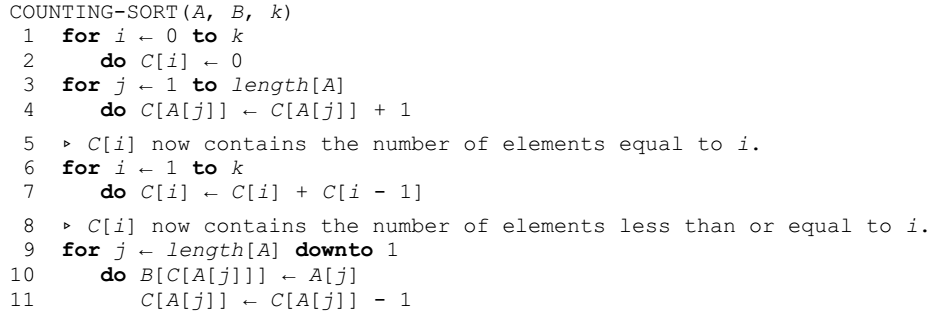 COUNTING-SORT(A, B, k)
1 for i ← 0 to k
2 do C[i] ← 0
3 for j ← 1 to length[A]
4 do C[A[j]] ← C[A[j]] + 1
5 ▹ C[i] now contains the number of elements equal to i.
6 for i ← 1 to k
7 do C[i] ← C[i] + C[i - 1]
8 ▹ C[i] now contains the number of elements less than or equal to i.
9 for j ← length[A] downto 1
10 do B[C[A[j]]] ← A[j]
11 C[A[j]] ← C[A[j]] - 1